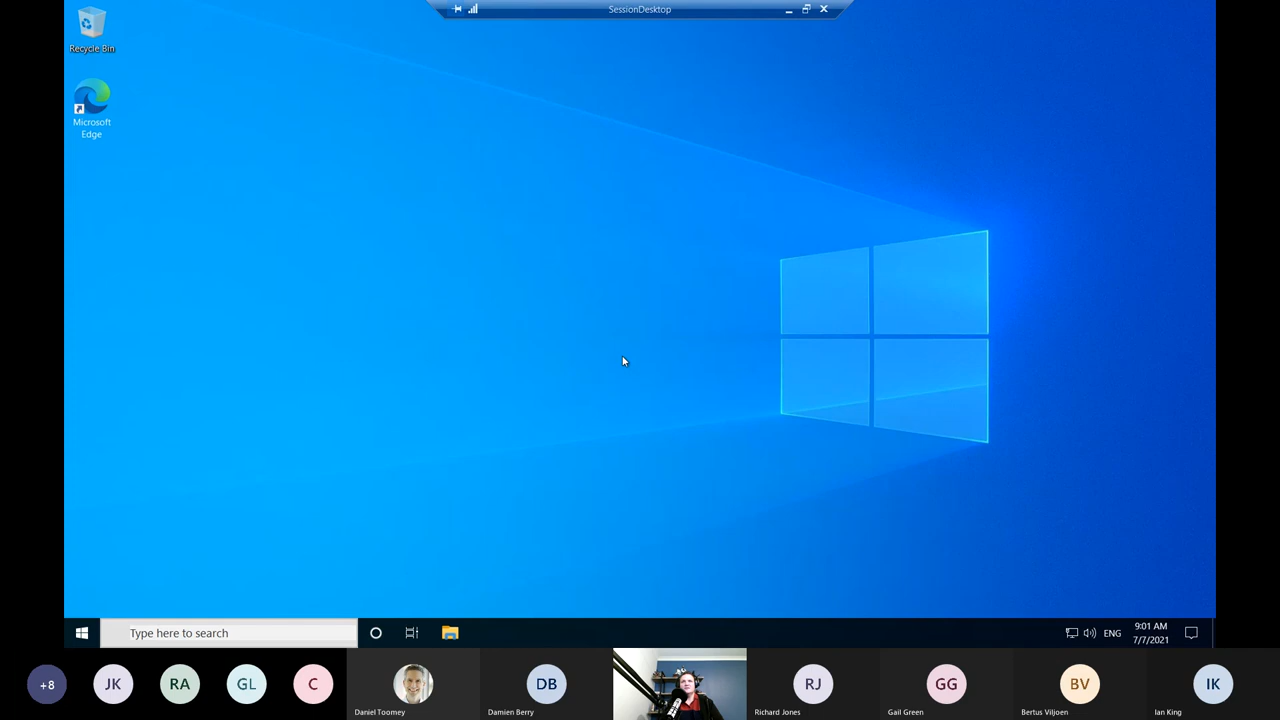 SessionDesktop
Recycle Bin
Microsoft
Edge
Type here to search
ENG
9:01 AM
7/7/2021
+8
JK
RA
GL
C
Daniel Toomey
DB
Damien Berry
RJ
Richard Jones
GG
Gail Green
BV
Bertus Viljoen
IK
Ian King